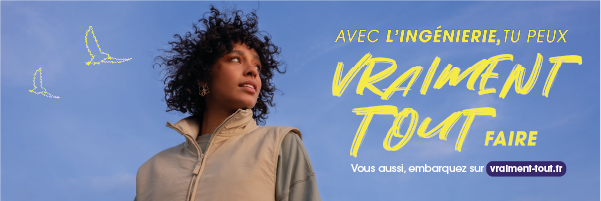 AVEC L'INGÉNIERIE, TU PEUX
VRAIMENT
TOUT FAIRE
Vous aussi, embarquez sur vraiment-tout.fr